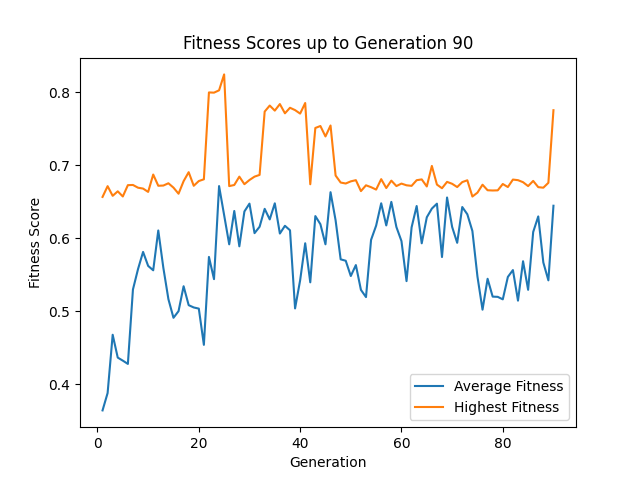 Fitness Scores up to Generation 90
Fitness Score
0.8
0.7
0.6
0.5
0.4
0
20
40
60
80
Generation
Average Fitness
Highest Fitness